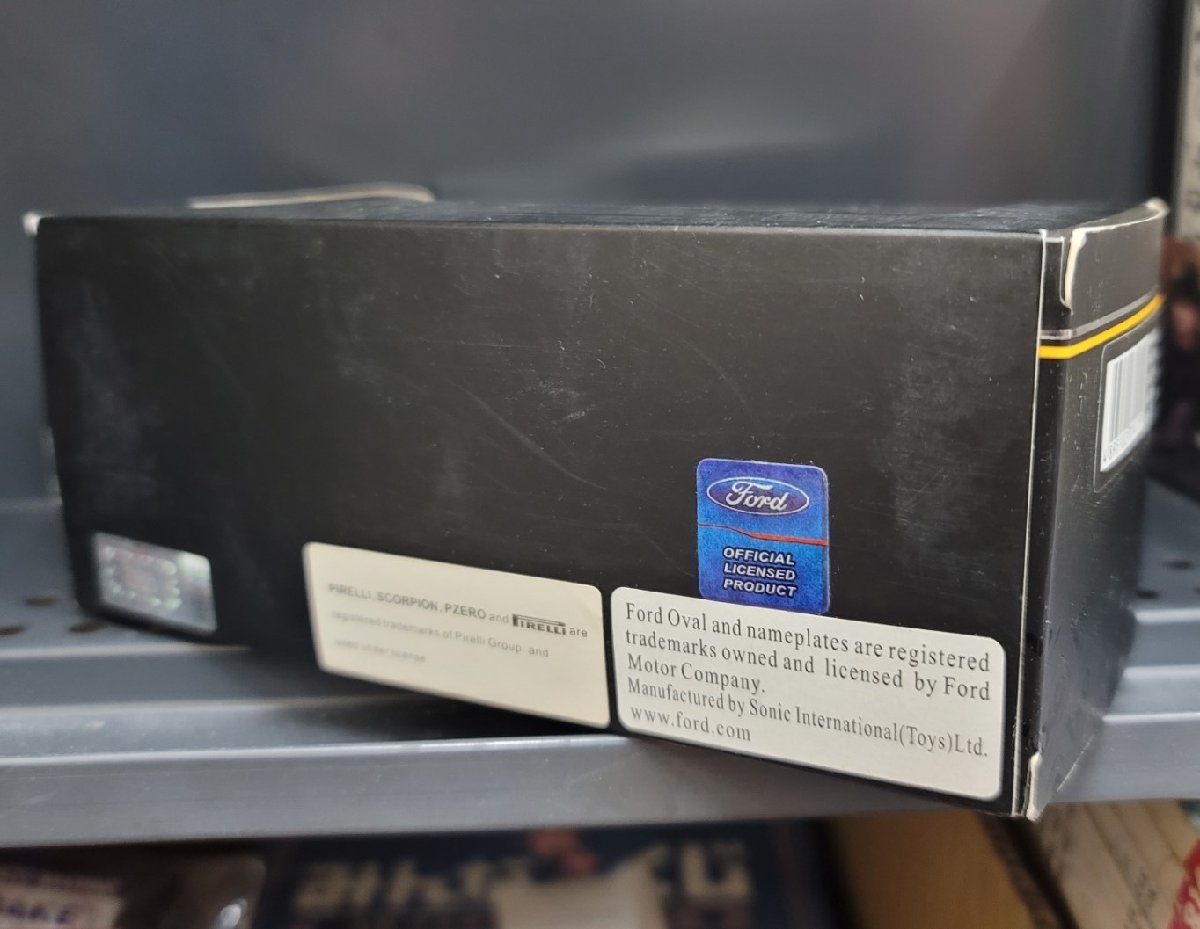 Ford
OFFICIAL
LICENSED
PRODUCT
PIRELLI, SCORPION, PZERO and PIRELLI are
registered trademarks of Pirelli Group and
used under license
Ford Oval and nameplates are registered
trademarks owned and licensed by Ford
Motor Company.
Manufactured by Sonic International(Toys)Ltd.
www.ford.com